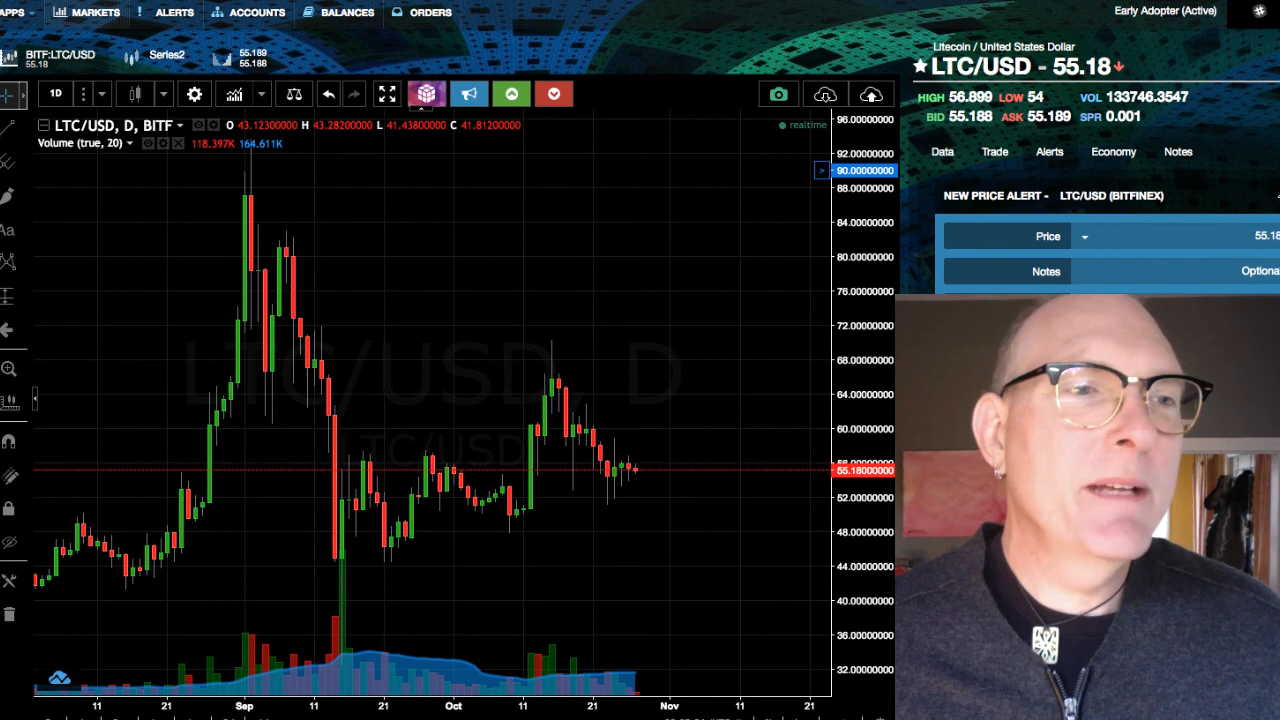 APPS MARKETS ALERTS ACCOUNTS BALANCES ORDERS
Early Adopter (Active)
BITF:LTC/USD
55.18
Series2
55.189
55.188
Litecoin / United States Dollar
LTC/USD - 55.18
HIGH 56.899 LOW 54 VOL 133746.3547
BID 55.188 ASK 55.189 SPR 0.001
Data Trade Alerts Economy Notes
NEW PRICE ALERT - LTC/USD (BITFINEX)
Price 55.18
Notes Optiona
1D
LTC/USD, D, BITF O 43.12300000 H 43.28200000 L 41.43800000 C 41.81200000
realtime
Volume (true, 20) 118.397K 164.611K
Aa
LTC/USD, D
LTC/USD
96.00000000
92.00000000
> 90.00000000
88.00000000
84.00000000
80.00000000
76.00000000
72.00000000
68.00000000
64.00000000
60.00000000
55.18000000
52.00000000
48.00000000
44.00000000
40.00000000
36.00000000
32.00000000
11 21 Sep 11 21 Oct 11 21 Nov 11 21